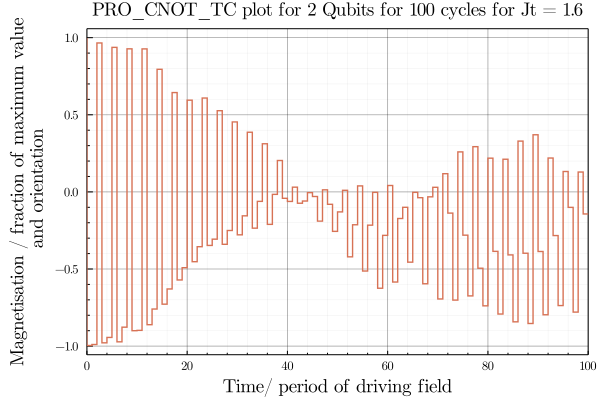 PRO_CNOT_TC plot for 2 Qubits for 100 cycles for Jt = 1.6
Magnetisation / fraction of maximum value
and orientation
1.0
0.5
0.0
−0.5
−1.0
0 20 40 60 80 100
Time/ period of driving field